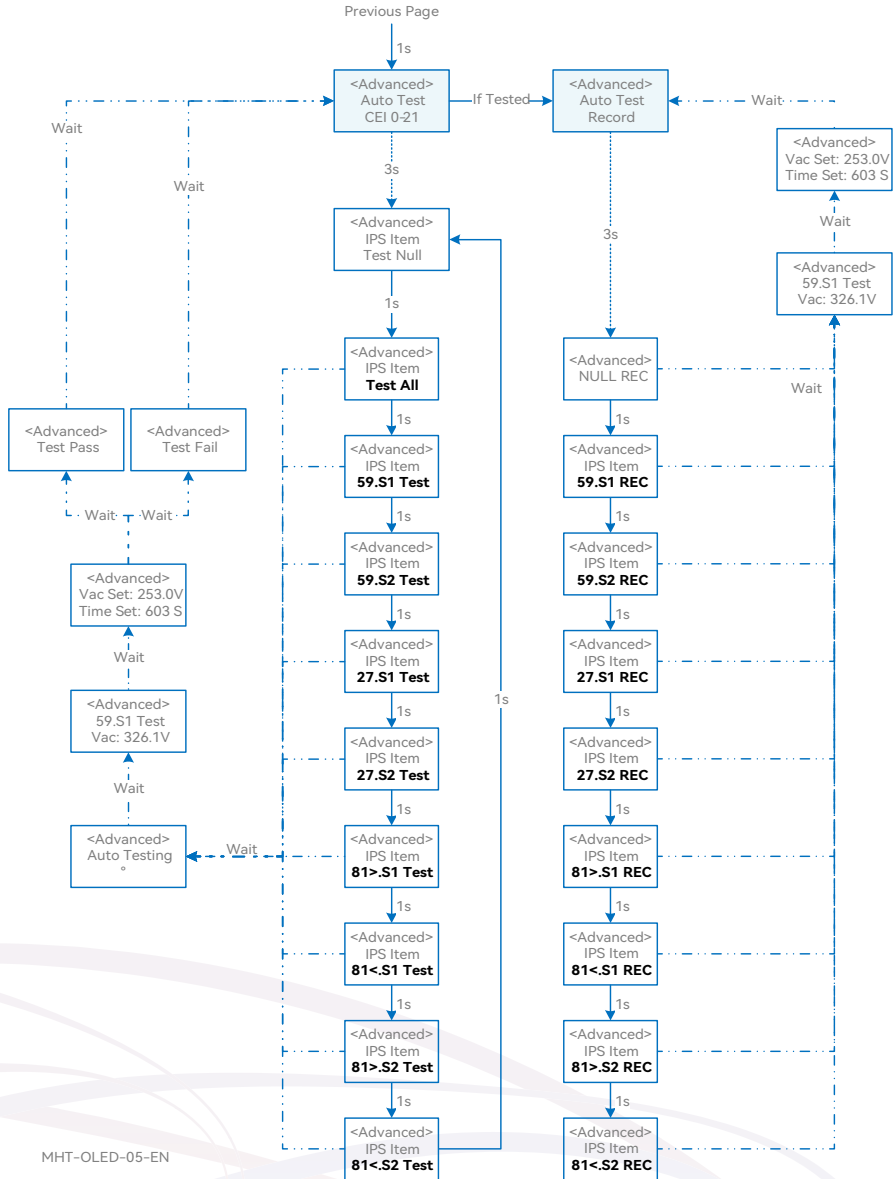 Previous Page
1s
<Advanced>
Auto Test
CEI 0-21
If Tested
<Advanced>
Auto Test
Record
Wait
<Advanced>
Vac Set: 253.0V
Time Set: 603 S
Wait
<Advanced>
59.S1 Test
Vac: 326.1V
Wait
Wait
Wait
3s
<Advanced>
IPS Item
Test Null
1s
<Advanced>
IPS Item
Test All
1s
<Advanced>
IPS Item
59.S1 Test
1s
<Advanced>
IPS Item
59.S2 Test
1s
<Advanced>
IPS Item
27.S1 Test
1s
<Advanced>
IPS Item
27.S2 Test
1s
<Advanced>
IPS Item
81>.S1 Test
1s
<Advanced>
IPS Item
81<.S1 Test
1s
<Advanced>
IPS Item
81>.S2 Test
1s
<Advanced>
IPS Item
81<.S2 Test
1s
3s
<Advanced>
NULL REC
1s
<Advanced>
IPS Item
59.S1 REC
1s
<Advanced>
IPS Item
59.S2 REC
1s
<Advanced>
IPS Item
27.S1 REC
1s
<Advanced>
IPS Item
27.S2 REC
1s
<Advanced>
IPS Item
81>.S1 REC
1s
<Advanced>
IPS Item
81<.S1 REC
1s
<Advanced>
IPS Item
81>.S2 REC
1s
<Advanced>
IPS Item
81<.S2 REC
<Advanced>
Test Pass
<Advanced>
Test Fail
Wait
Wait
<Advanced>
Vac Set: 253.0V
Time Set: 603 S
Wait
<Advanced>
59.S1 Test
Vac: 326.1V
Wait
<Advanced>
Auto Testing
°
Wait
MHT-OLED-05-EN